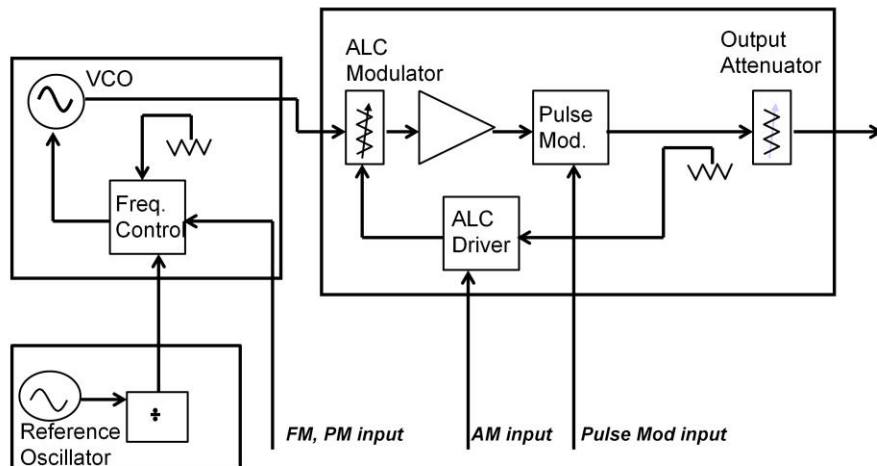 VCO
ALC
Modulator
Output
Attenuator
Pulse
Mod.
Freq.
Control
ALC
Driver
÷
Reference
Oscillator
FM, PM input
AM input
Pulse Mod input